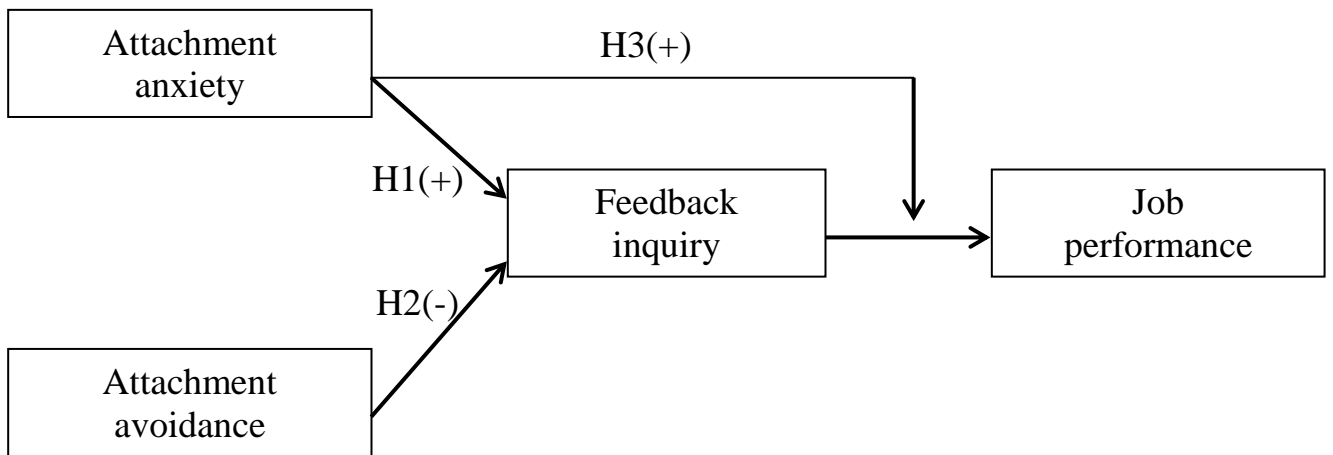 Attachment
anxiety
H3(+)
H1(+)
Feedback
inquiry
Job
performance
H2(-)
Attachment
avoidance